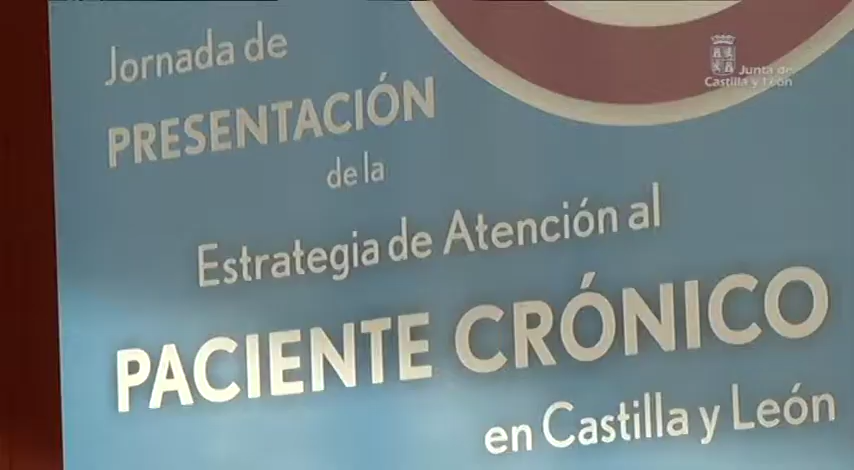 Jornada de
PRESENTACIÓN
de la
Estrategia de Atención al
PACIENTE CRÓNICO
en Castilla y León
Junta de
Castilla y León